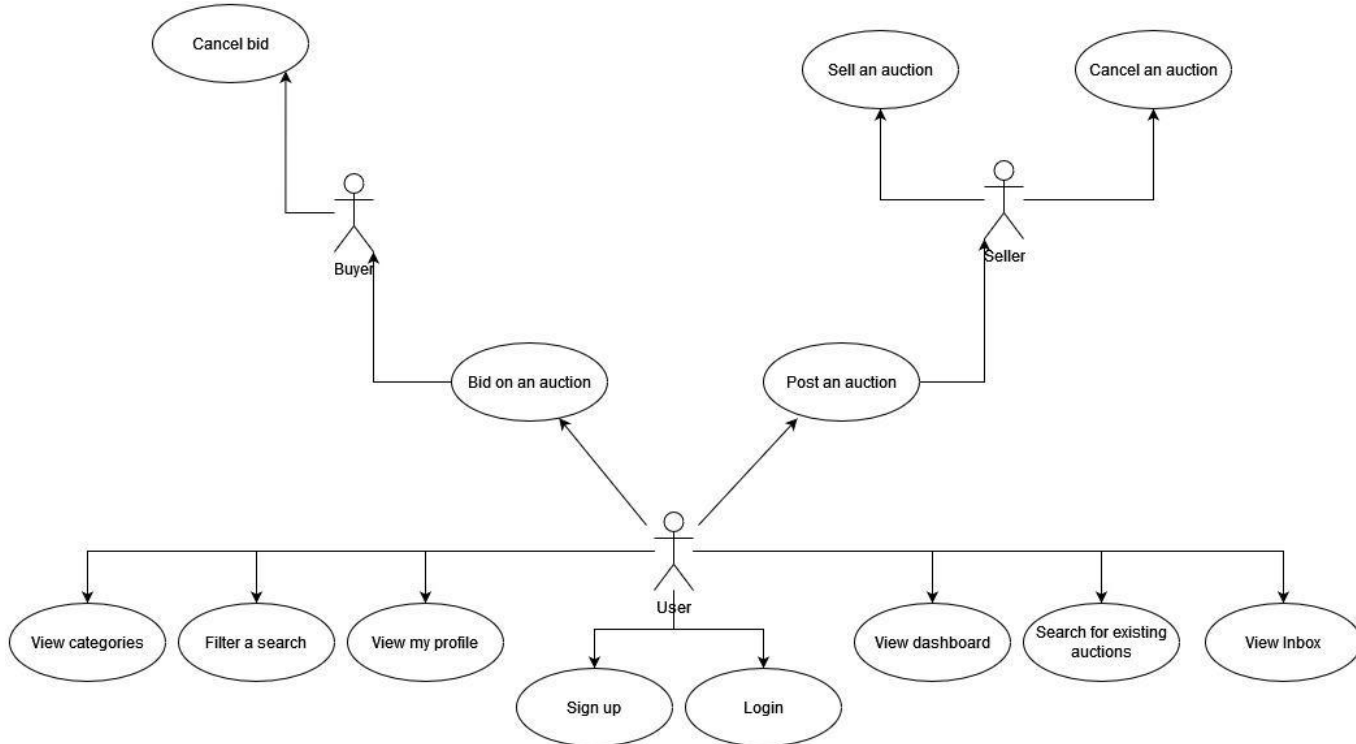 Cancel bid
Sell an auction
Cancel an auction
Buyer
Seller
Bid on an auction
Post an auction
User
View categories
Filter a search
View my profile
View dashboard
Search for existing
auctions
View Inbox
Sign up
Login